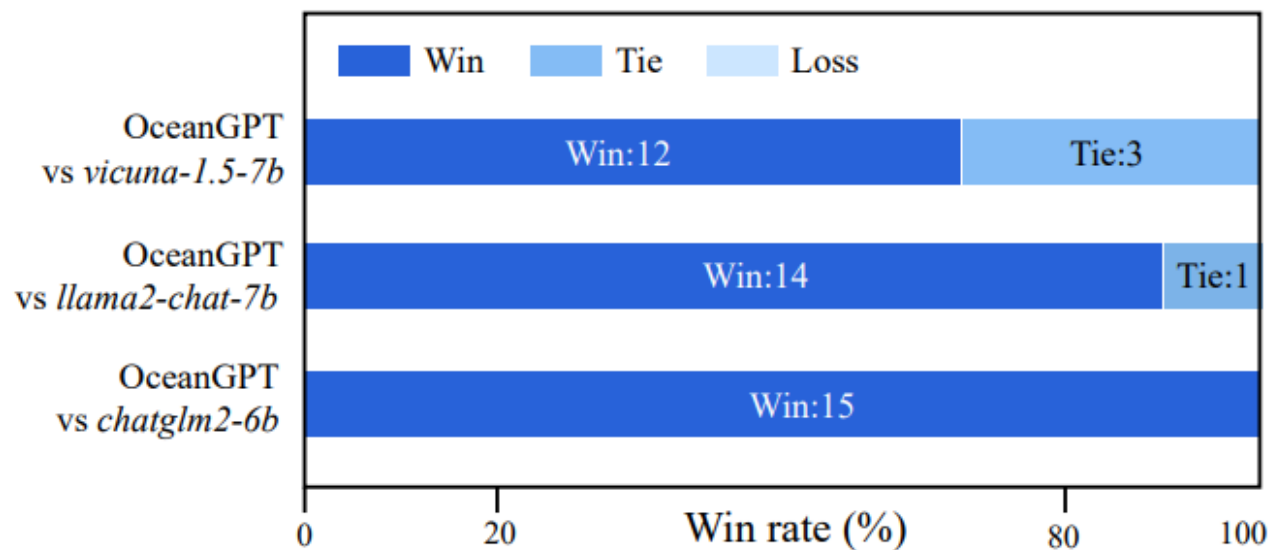 Win Tie Loss
OceanGPT
vs vicuna-1.5-7b
Win:12 Tie:3
OceanGPT
vs llama2-chat-7b
Win:14 Tie:1
OceanGPT
vs chatglm2-6b
Win:15
0 20 80 100
Win rate (%)